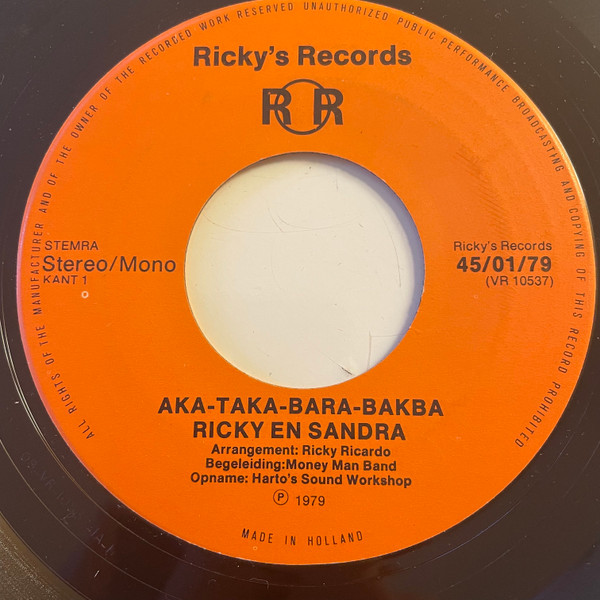 ALL RIGHTS OF THE MANUFACTURER AND OF THE OWNER OF THE RECORDED WORK RESERVED UNAUTHORIZED PUBLIC PERFORMANCE BROADCASTING AND COPYING OF THIS RECORD PROHIBITED
Ricky's Records
R R
STEMRA
Stereo/Mono
KANT 1
Ricky's Records
45/01/79
(VR 10537)
AKA-TAKA-BARA-BAKBA
RICKY EN SANDRA
Arrangement: Ricky Ricardo
Begeleiding:Money Man Band
Opname: Harto's Sound Workshop
Ⓟ 1979
MADE IN HOLLAND